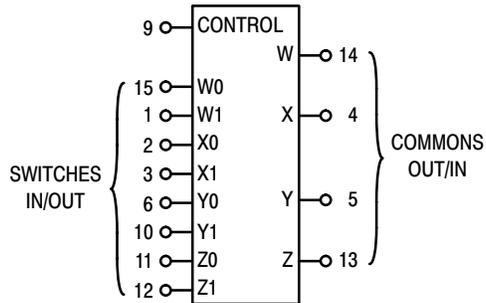 9 CONTROL
W 14
15 W0
1 W1
X 4
2 X0
3 X1
6 Y0
Y 5
10 Y1
11 Z0
Z 13
12 Z1
SWITCHES
IN/OUT
COMMONS
OUT/IN